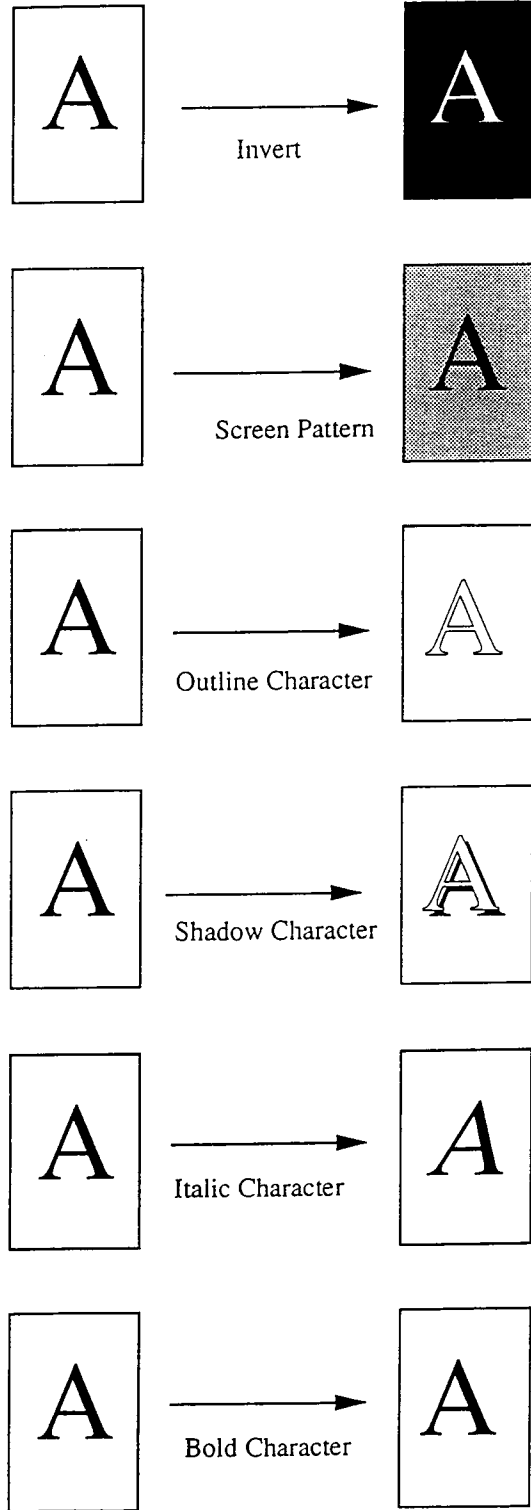 A A
Invert
A A
Screen Pattern
A A
Outline Character
A A
Shadow Character
A A
Italic Character
A A
Bold Character